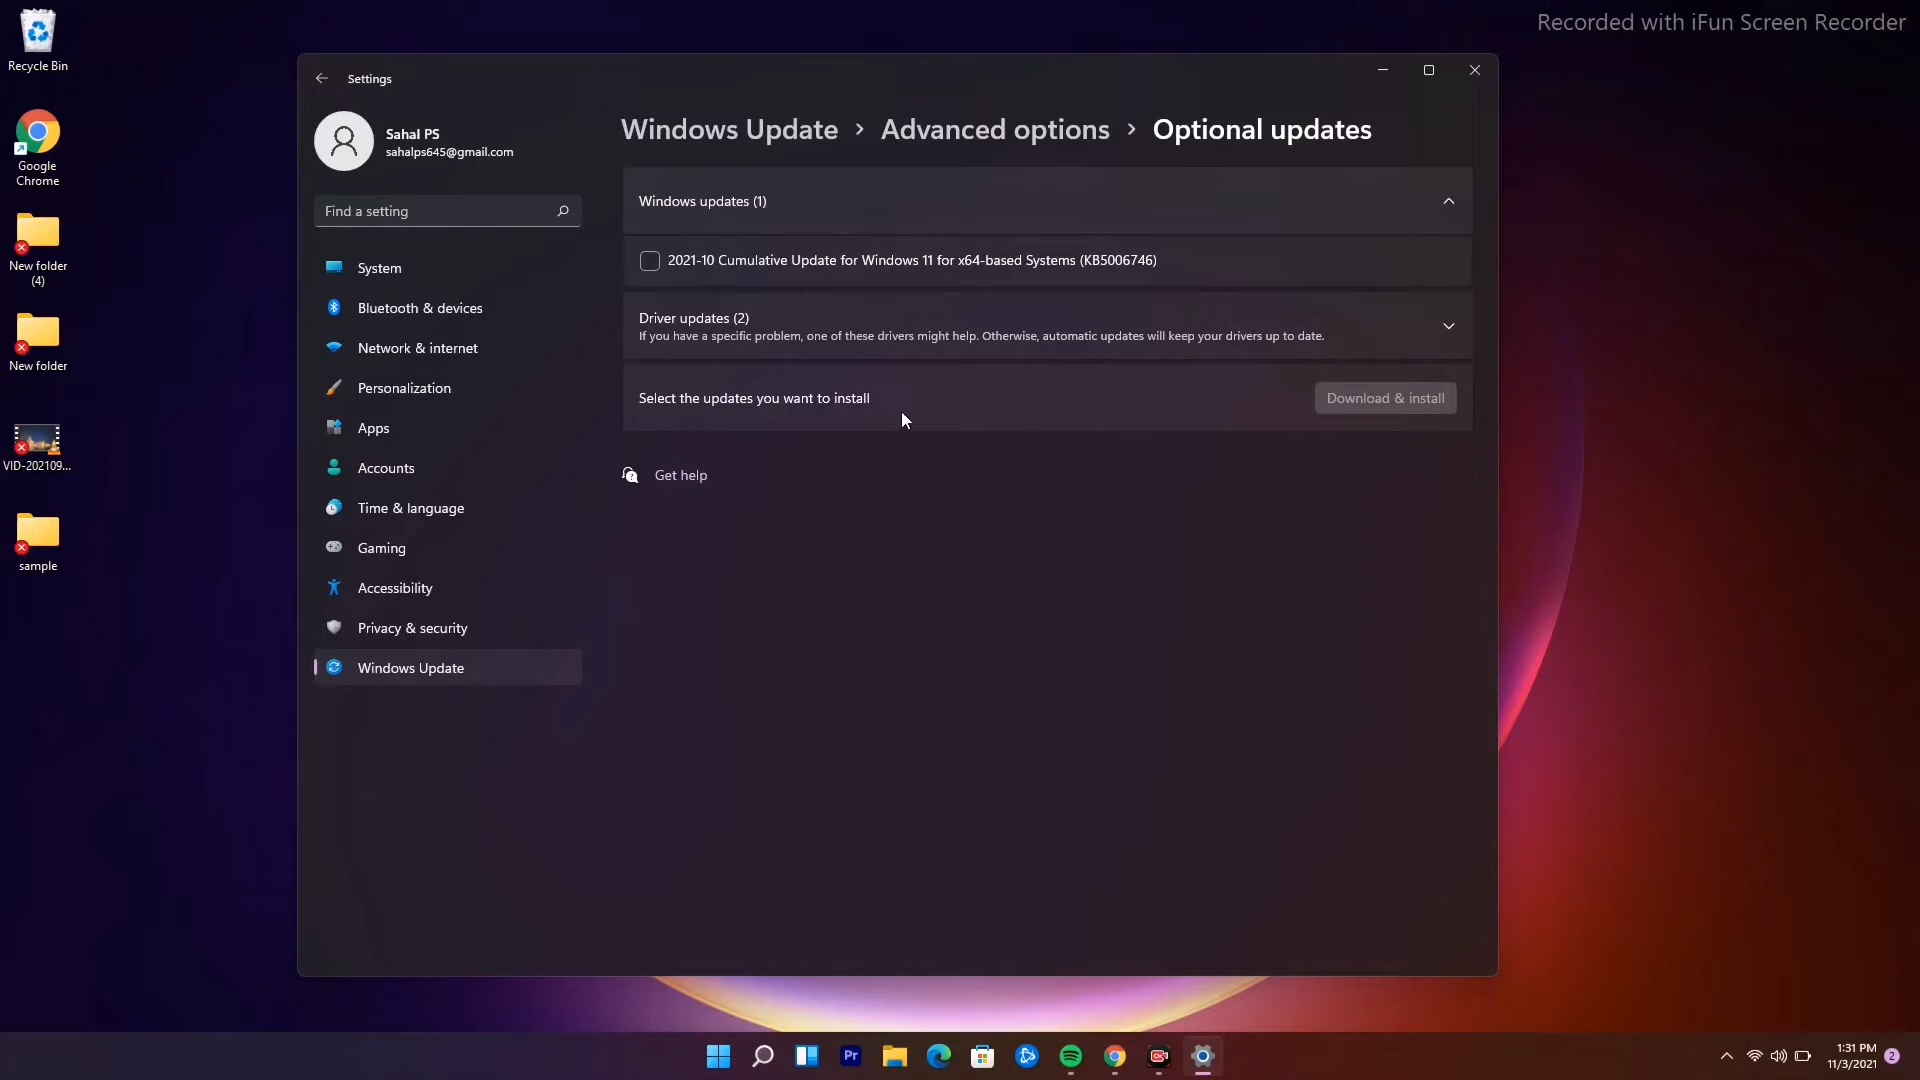 Recorded with iFun Screen Recorder
Recycle Bin
Google
Chrome
New folder
(4)
New folder
VID-202109...
sample
Settings
Sahal PS
sahalps645@gmail.com
Find a setting
System
Bluetooth & devices
Network & internet
Personalization
Apps
Accounts
Time & language
Gaming
Accessibility
Privacy & security
Windows Update
Windows Update > Advanced options > Optional updates
Windows updates (1)
2021-10 Cumulative Update for Windows 11 for x64-based Systems (KB5006746)
Driver updates (2)
If you have a specific problem, one of these drivers might help. Otherwise, automatic updates will keep your drivers up to date.
Select the updates you want to install
Download & install
Get help
Pr
1:31 PM
11/3/2021
2